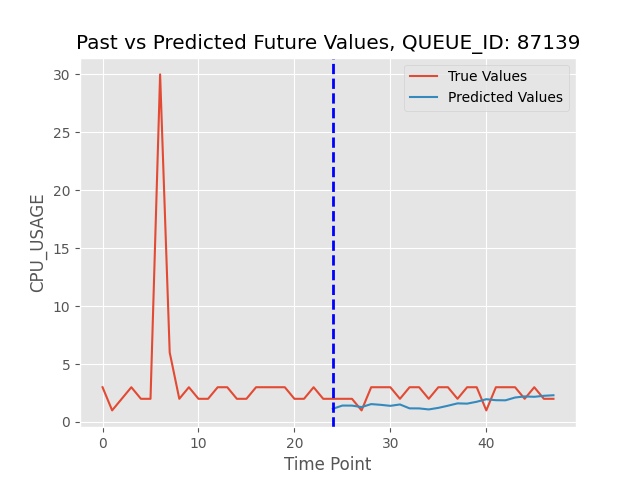 Past vs Predicted Future Values, QUEUE_ID: 87139
True Values
Predicted Values
CPU_USAGE
30
25
20
15
10
5
0
0 10 20 30 40
Time Point